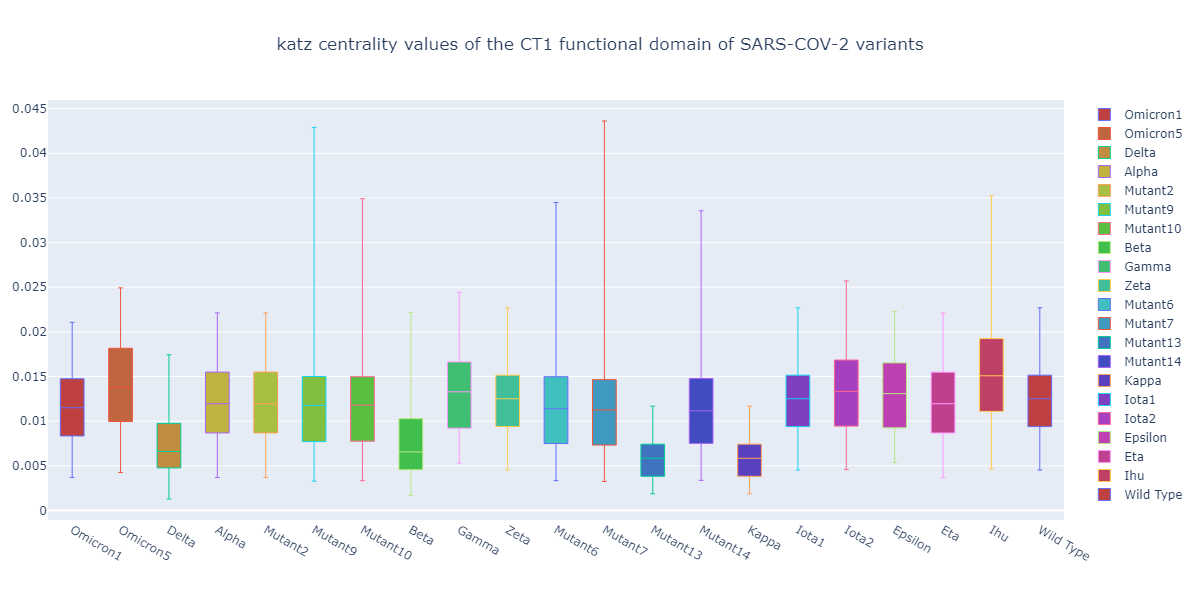 katz centrality values of the CT1 functional domain of SARS-COV-2 variants
0.045
0.04
0.035
0.03
0.025
0.02
0.015
0.01
0.005
0
Omicron1
Omicron5
Delta
Alpha
Mutant2
Mutant9
Mutant10
Beta
Gamma
Zeta
Mutant6
Mutant7
Mutant13
Mutant14
Kappa
Iota1
Iota2
Epsilon
Eta
Ihu
Wild Type
Omicron1
Omicron5
Delta
Alpha
Mutant2
Mutant9
Mutant10
Beta
Gamma
Zeta
Mutant6
Mutant7
Mutant13
Mutant14
Kappa
Iota1
Iota2
Epsilon
Eta
Ihu
Wild Type